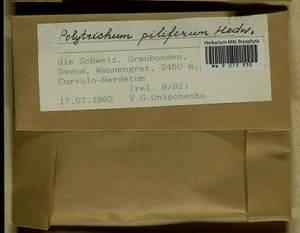 Polytrichum piliferum Hedw.
Herbarium MW, Bryophyta
die Schweiz, Graubunden,
Davos, Wannengrat, 2450 m,
Curvulo-Nardetum
(rel. 9/92)
17.07.1992 V.G.Onipchenko